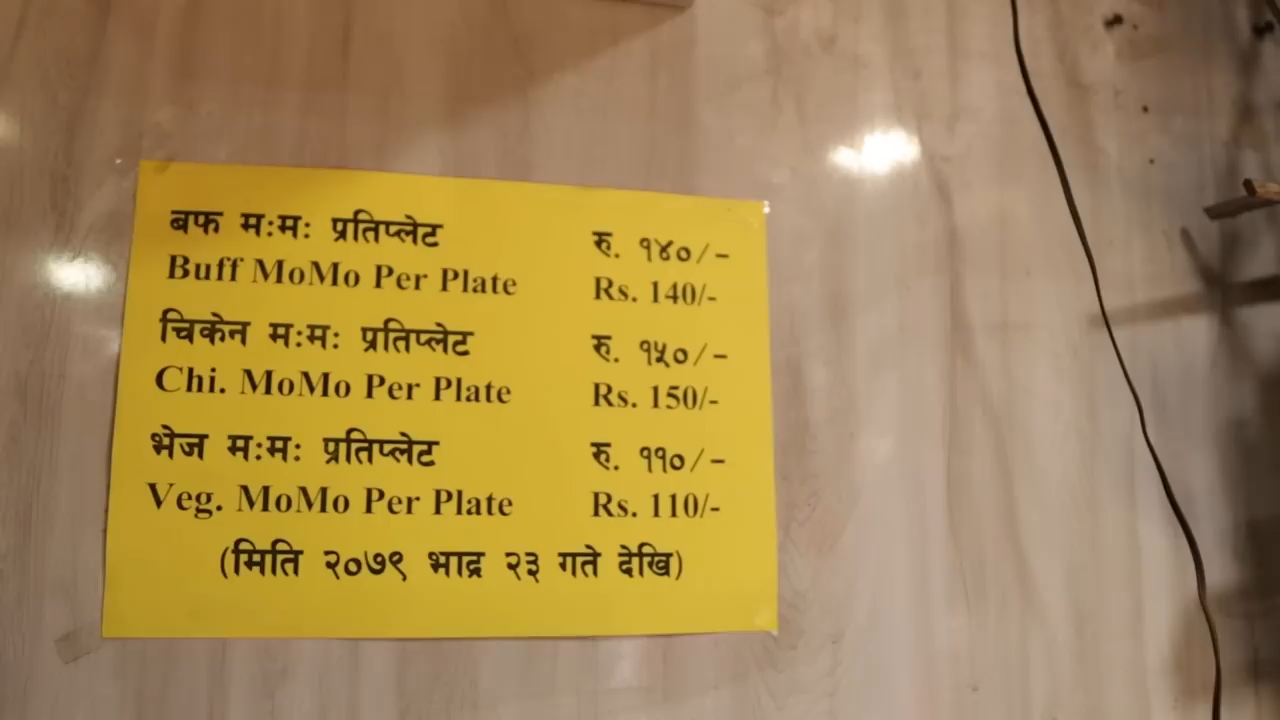 बफ मःमः प्रतिप्लेट रु. १४०/-
Buff MoMo Per Plate Rs. 140/-
चिकेन मःमः प्रतिप्लेट रु. १५०/-
Chi. MoMo Per Plate Rs. 150/-
भेज मःमः प्रतिप्लेट रु. ११०/-
Veg. MoMo Per Plate Rs. 110/-
(मिति २०७९ भाद्र २३ गते देखि)